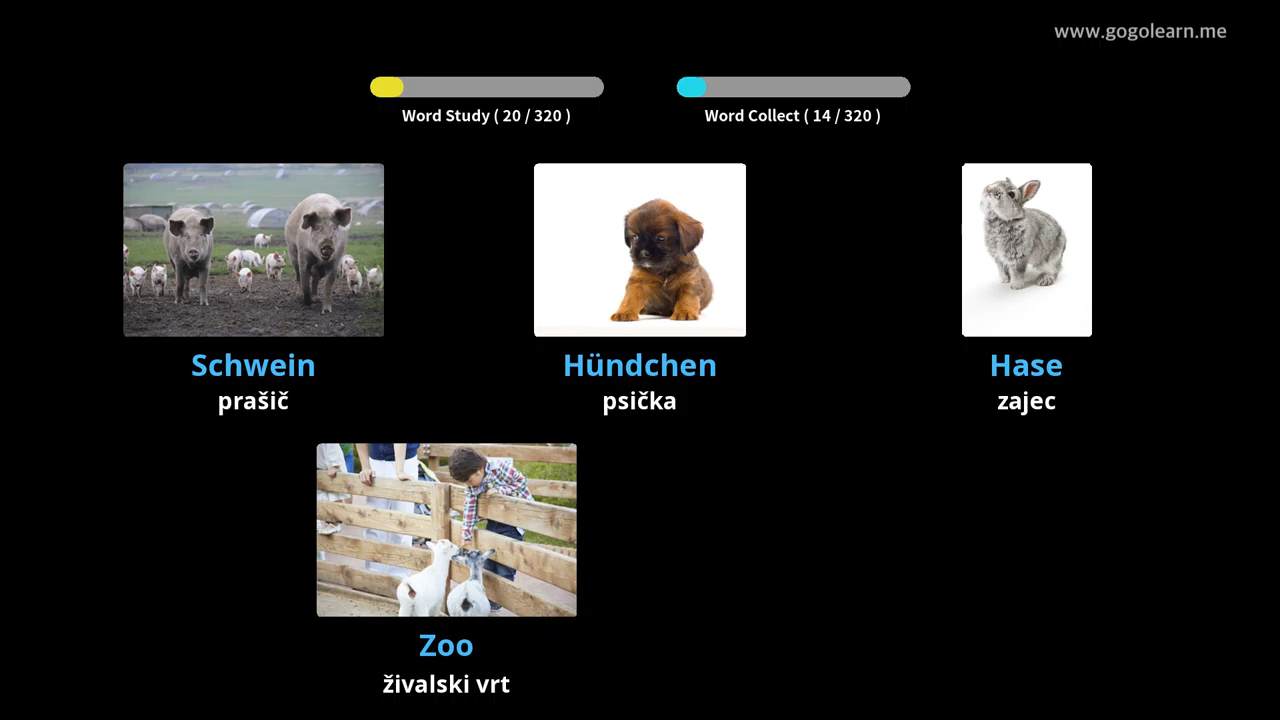 www.gogolearn.me
Word Study ( 20 / 320 )
Word Collect ( 14 / 320 )
Schwein
prašič
Hündchen
psička
Hase
zajec
Zoo
živalski vrt